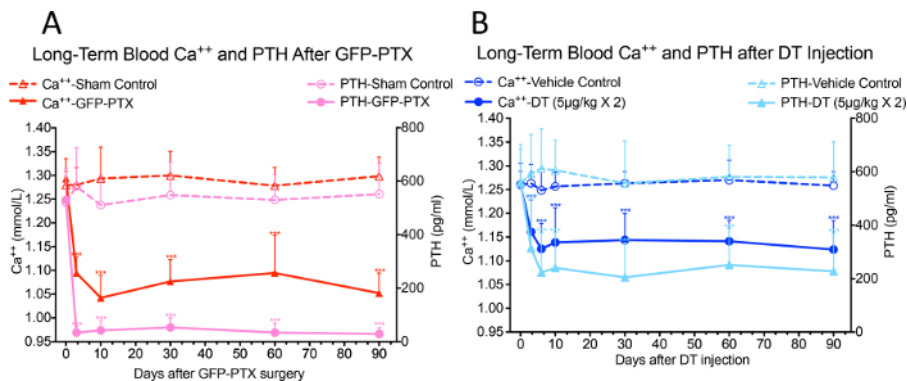 A
Long-Term Blood Ca++ and PTH After GFP-PTX
Ca++-Sham Control
PTH-Sham Control
Ca++-GFP-PTX
PTH-GFP-PTX
1.40
1.35
1.30
1.25
1.20
1.15
1.10
1.05
1.00
0.95
Ca++ (mmol/L)
800
600
400
200
0
PTH (pg/ml)
***
***
***
***
***
***
***
***
***
***
0 10 20 30 40 50 60 70 80 90
Days after GFP-PTX surgery
B
Long-Term Blood Ca++ and PTH after DT Injection
Ca++-Vehicle Control
PTH-Vehicle Control
Ca++-DT (5μg/kg X 2)
PTH-DT (5μg/kg X 2)
1.40
1.35
1.30
1.25
1.20
1.15
1.10
1.05
1.00
0.95
Ca++ (mmol/L)
800
600
400
200
0
PTH (pg/ml)
***
***
***
***
***
***
0 10 20 30 40 50 60 70 80 90
Days after DT injection